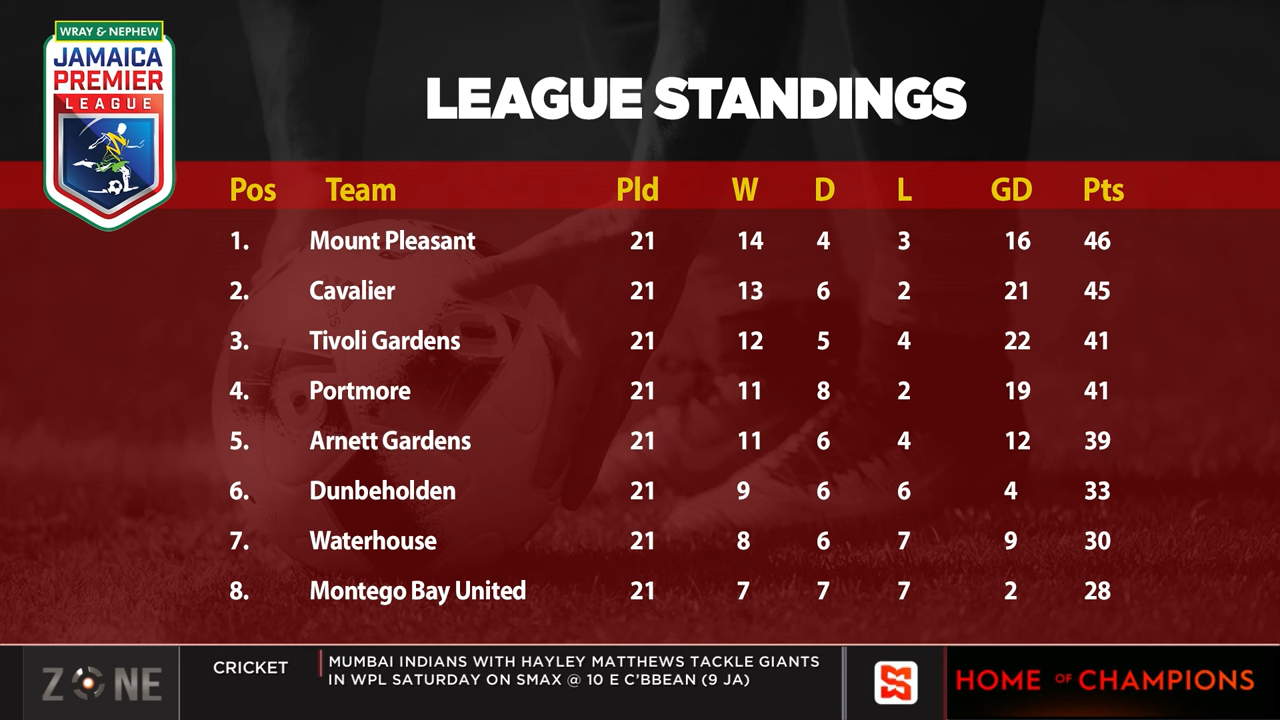 WRAY & NEPHEW
JAMAICA
PREMIER
LEAGUE
LEAGUE STANDINGS
Pos Team Pld W D L GD Pts
1. Mount Pleasant 21 14 4 3 16 46
2. Cavalier 21 13 6 2 21 45
3. Tivoli Gardens 21 12 5 4 22 41
4. Portmore 21 11 8 2 19 41
5. Arnett Gardens 21 11 6 4 12 39
6. Dunbeholden 21 9 6 6 4 33
7. Waterhouse 21 8 6 7 9 30
8. Montego Bay United 21 7 7 7 2 28
ZONE
CRICKET
MUMBAI INDIANS WITH HAYLEY MATTHEWS TACKLE GIANTS
IN WPL SATURDAY ON SMAX @ 10 E C'BBEAN (9 JA)
HOME OF CHAMPIONS